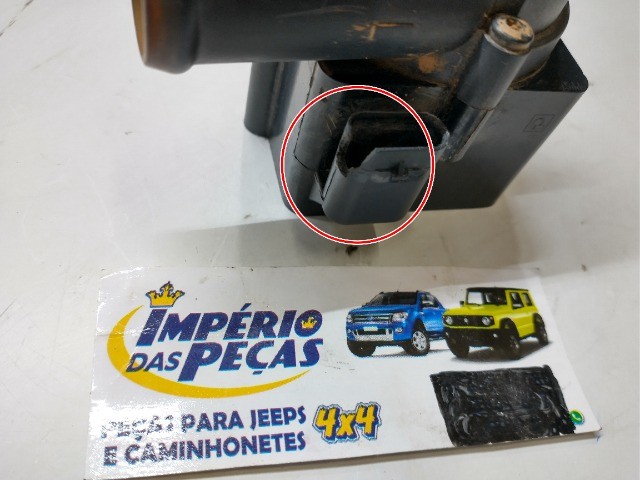 IMPÉRIO
DAS PEÇAS
PEÇAS PARA JEEPS
E CAMINHONETES 4x4